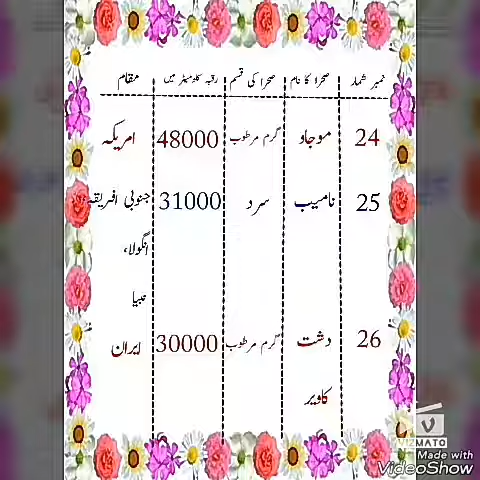 نمبر شمار صحرا کا نام صحرا کی قسم رقبہ کلومیٹر میں مقام
24 موجاو گرم مرطوب 48000 امریکہ
25 نامیب سرد 31000 جنوبی افریقہ
انگولا،
26 دشت گرم مرطوب 30000 ایران
کاویر
V
VIZMATO
Made with
VideoShow